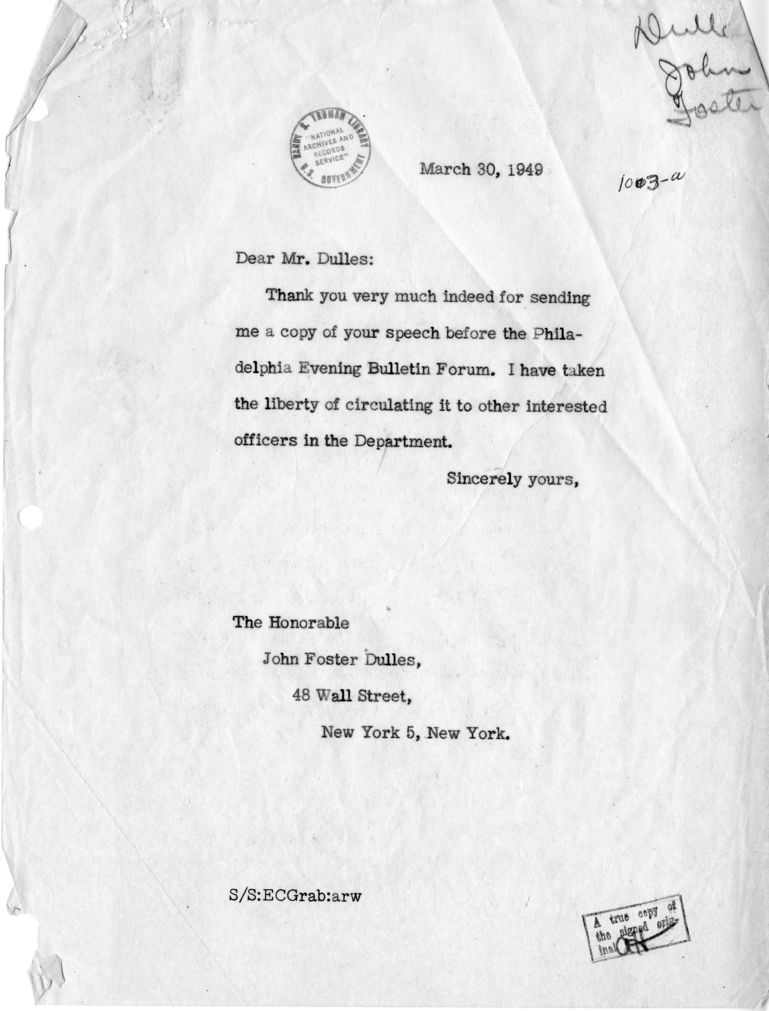 Dulle
John
Foster
HARRY S. TRUMAN LIBRARY
"NATIONAL
ARCHIVES AND
RECORDS
SERVICE"
U.S. GOVERNMENT
March 30, 1949
1003-a
Dear Mr. Dulles:
Thank you very much indeed for sending
me a copy of your speech before the Phila-
delphia Evening Bulletin Forum. I have taken
the liberty of circulating it to other interested
officers in the Department.
Sincerely yours,
The Honorable
John Foster Dulles,
48 Wall Street,
New York 5, New York.
S/S:ECGrab:arw
A true copy of
the signed orig-
inal